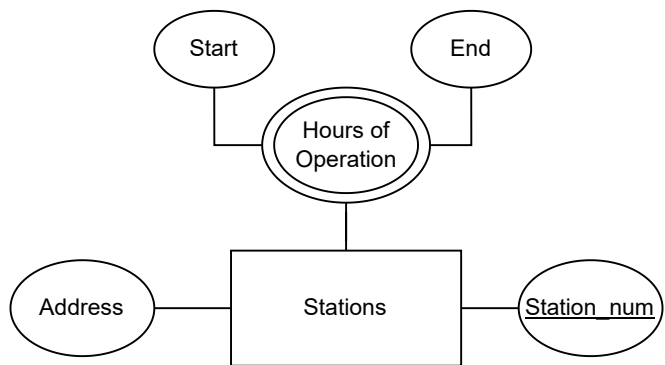 Start
End
Hours of
Operation
Address
Stations
Station_num